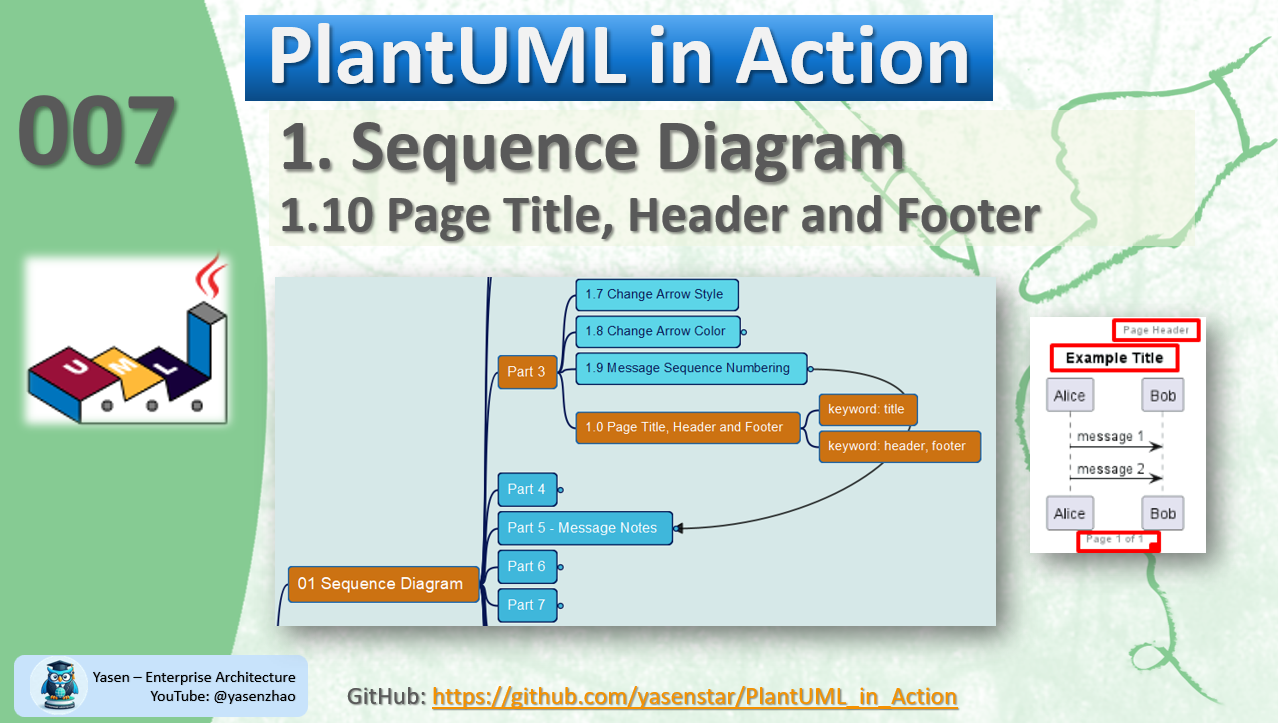 PlantUML in Action
007
1. Sequence Diagram
1.10 Page Title, Header and Footer
UML
1.7 Change Arrow Style
1.8 Change Arrow Color
Part 3
1.9 Message Sequence Numbering
keyword: title
1.0 Page Title, Header and Footer
keyword: header, footer
Part 4
Part 5 - Message Notes
Part 6
01 Sequence Diagram
Part 7
Page Header
Example Title
Alice Bob
message 1
message 2
Alice Bob
Page 1 of 1
Yasen – Enterprise Architecture
YouTube: @yasenzhao
GitHub: https://github.com/yasenstar/PlantUML_in_Action